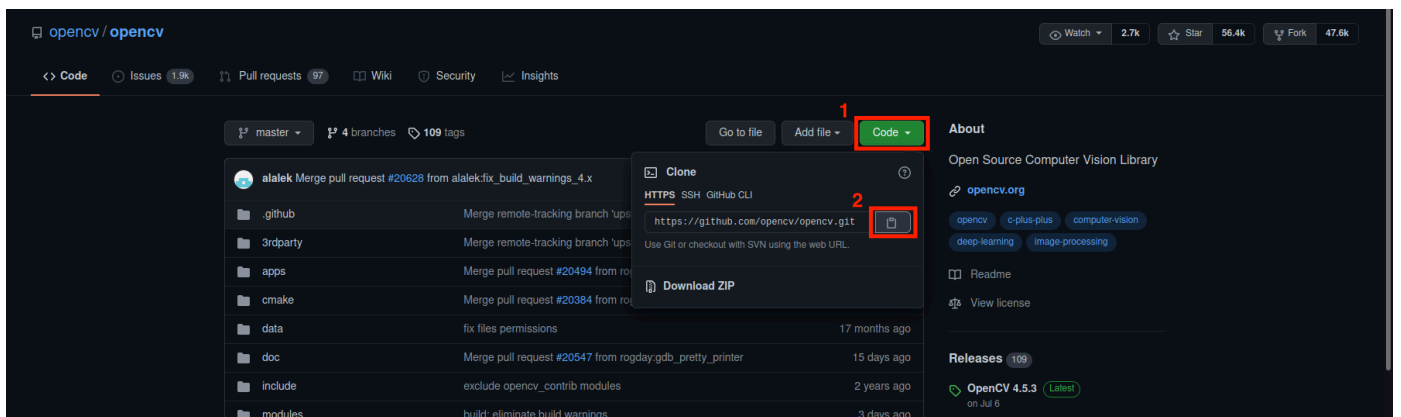 opencv / opencv
Watch 2.7k Star 56.4k Fork 47.6k
<> Code Issues 1.9k Pull requests 97 Wiki Security Insights
1
master 4 branches 109 tags Go to file Add file Code
About
Open Source Computer Vision Library
opencv.org
opencv c-plus-plus computer-vision
deep-learning image-processing
Readme
View license
Releases 109
OpenCV 4.5.3 Latest
on Jul 6
alalek Merge pull request #20628 from alalek:fix_build_warnings_4.x
Clone
HTTPS SSH GitHub CLI
2
https://github.com/opencv/opencv.git
Use Git or checkout with SVN using the web URL.
Download ZIP
.github Merge remote-tracking branch 'ups
3rdparty Merge remote-tracking branch 'ups
apps Merge pull request #20494 from ro
cmake Merge pull request #20384 from ro
data fix files permissions 17 months ago
doc Merge pull request #20547 from rogday:gdb_pretty_printer 15 days ago
include exclude opencv_contrib modules 2 years ago
modules build: eliminate build warnings 3 days ago